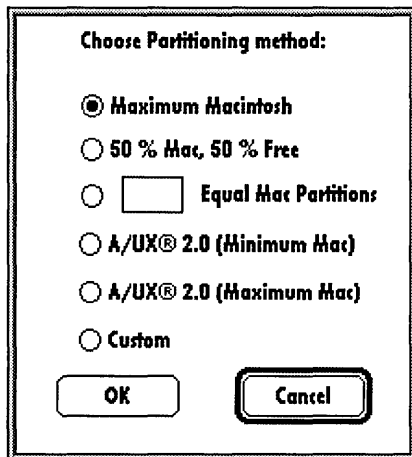 Choose Partitioning method:
Maximum Macintosh
50 % Mac, 50 % Free
Equal Mac Partitions
A/UX® 2.0 (Minimum Mac)
A/UX® 2.0 (Maximum Mac)
Custom
OK Cancel